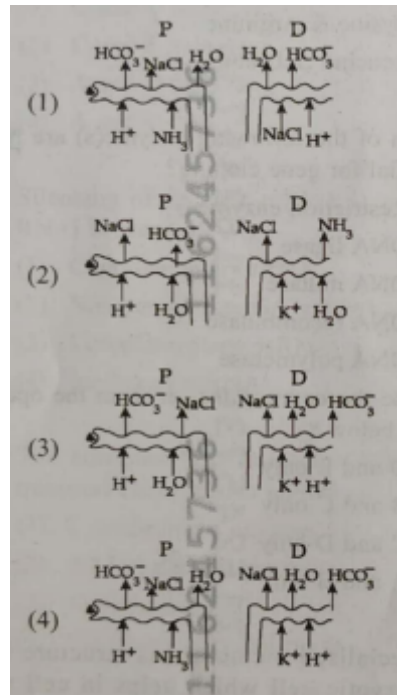 P D
HCO₃⁻ NaCl H₂O H₂O HCO₃⁻
(1)
H⁺ NH₃ NaCl H⁺
P D
NaCl HCO₃⁻ NaCl NH₃
(2)
H⁺ H₂O K⁺ H₂O
P D
HCO₃ NaCl NaCl H₂O HCO₃⁻
(3)
H⁺ H₂O K⁺ H⁺
P D
HCO₃⁻ NaCl H₂O NaCl H₂O HCO₃⁻
(4)
H⁺ NH₃ K⁺ H⁺